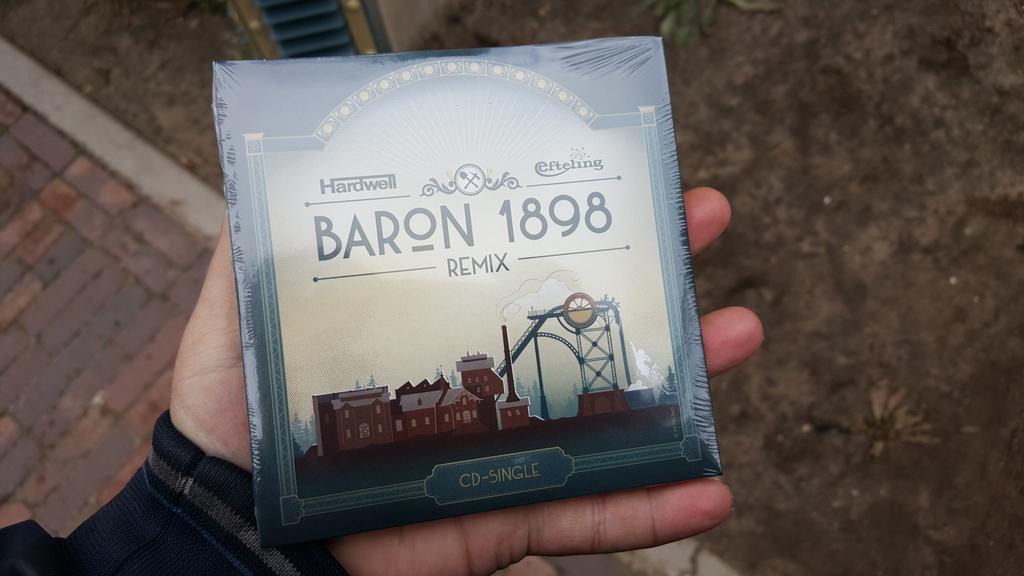 Hardwell
Efteling
BARON 1898
REMIX
CD-SINGLE